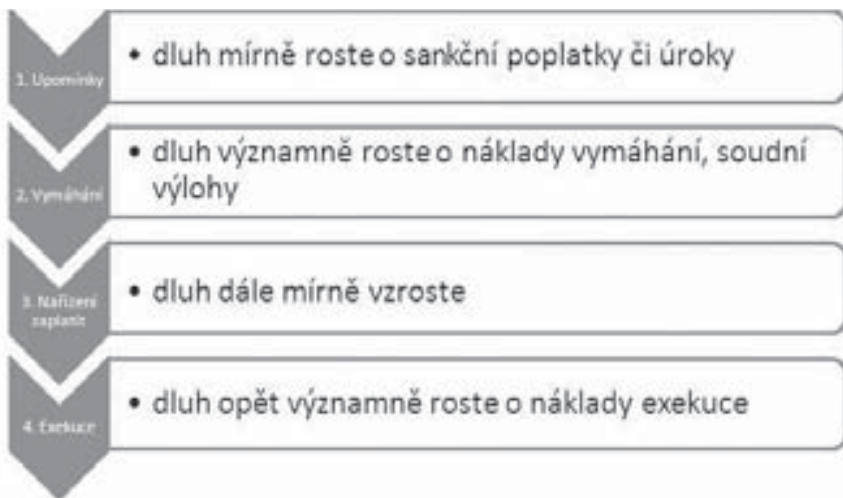 1. Upomínky
• dluh mírně roste o sankční poplatky či úroky
2. Vymáhání
• dluh významně roste o náklady vymáhání, soudní
výlohy
3. Nařízení
zaplatit
• dluh dále mírně vzroste
4. Exekuce
• dluh opět významně roste o náklady exekuce